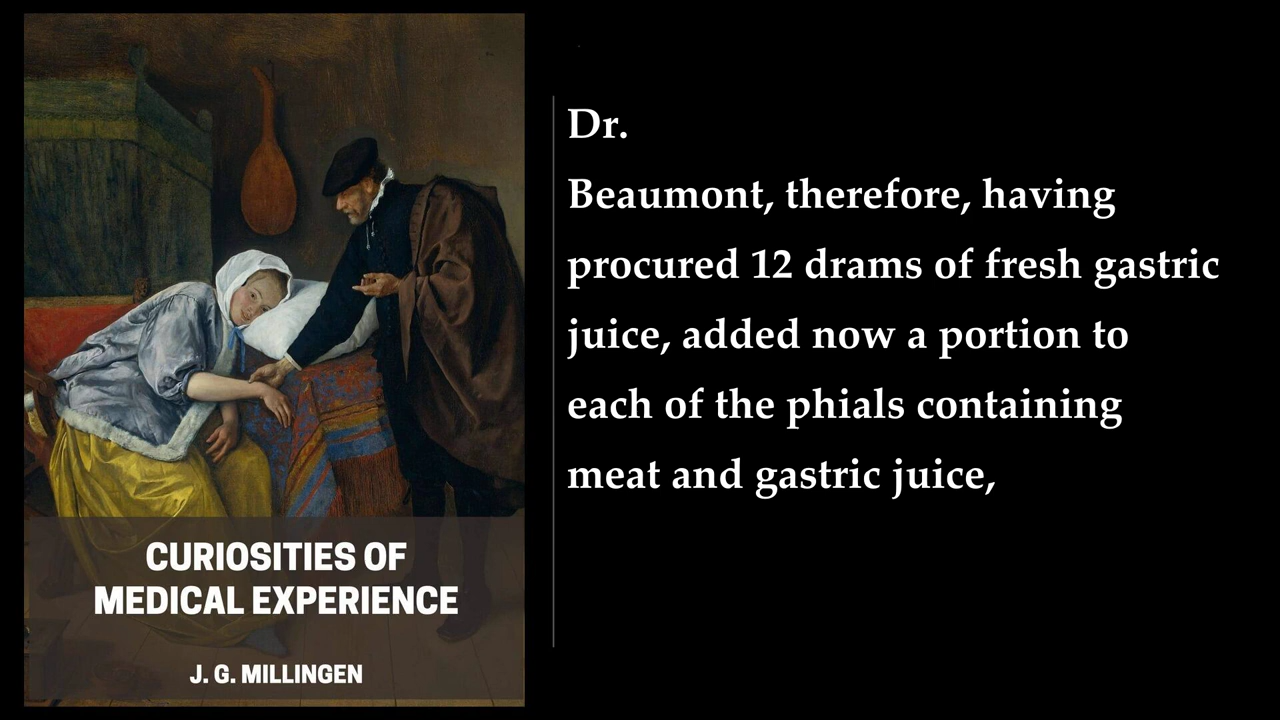 CURIOSITIES OF
MEDICAL EXPERIENCE
J. G. MILLINGEN
Dr.
Beaumont, therefore, having
procured 12 drams of fresh gastric
juice, added now a portion to
each of the phials containing
meat and gastric juice,